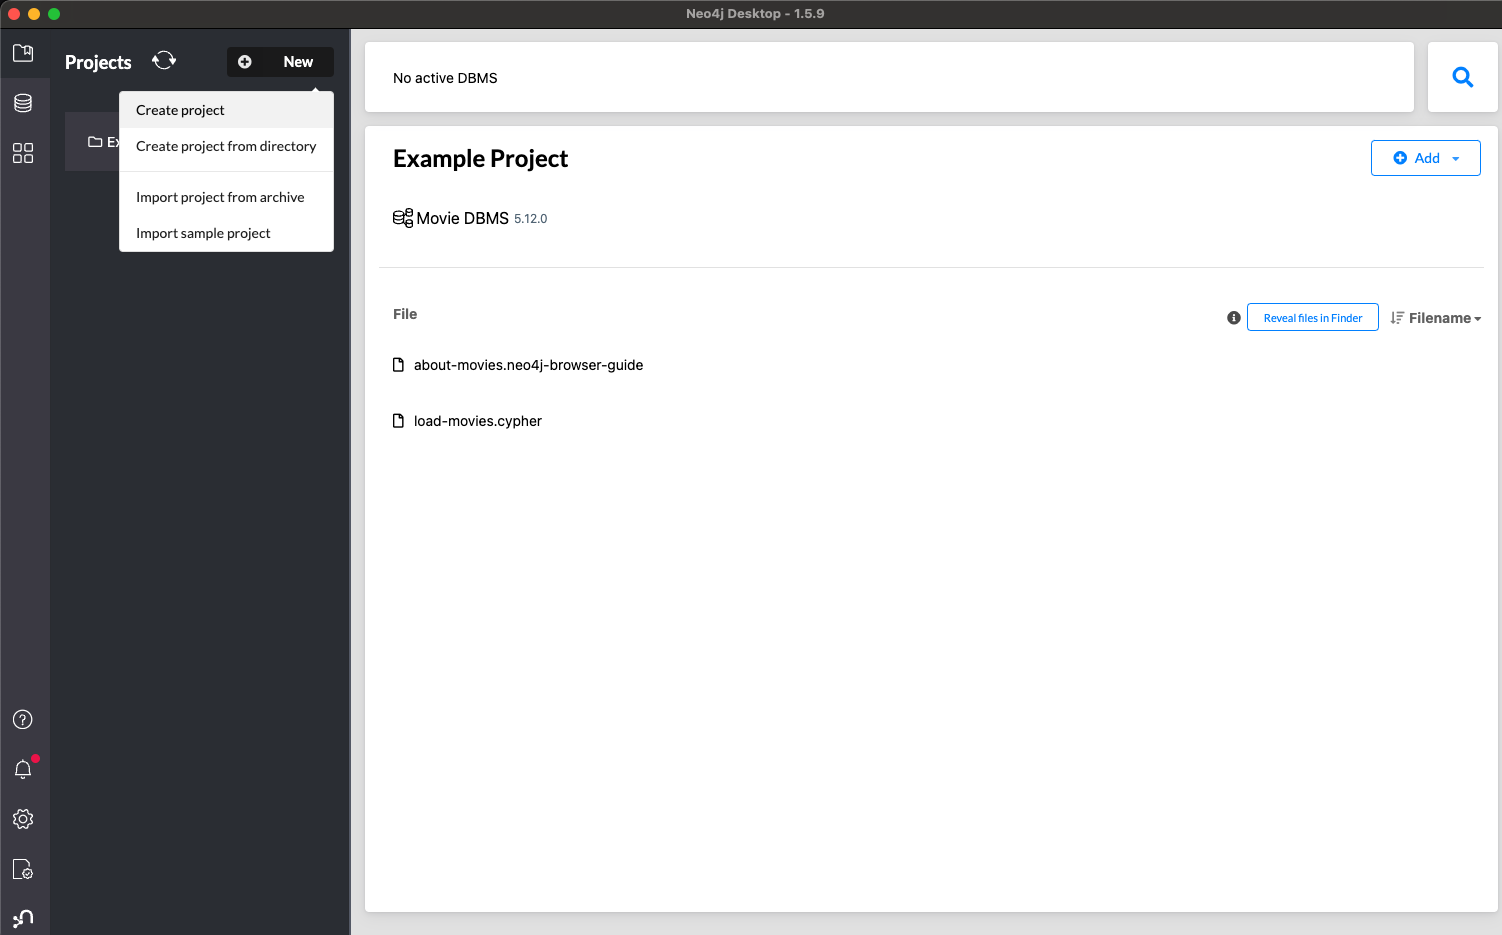 Neo4j Desktop - 1.5.9
Projects
New
Create project
Create project from directory
Import project from archive
Import sample project
No active DBMS
Example Project
Add
Movie DBMS 5.12.0
File
Reveal files in Finder
Filename
about-movies.neo4j-browser-guide
load-movies.cypher